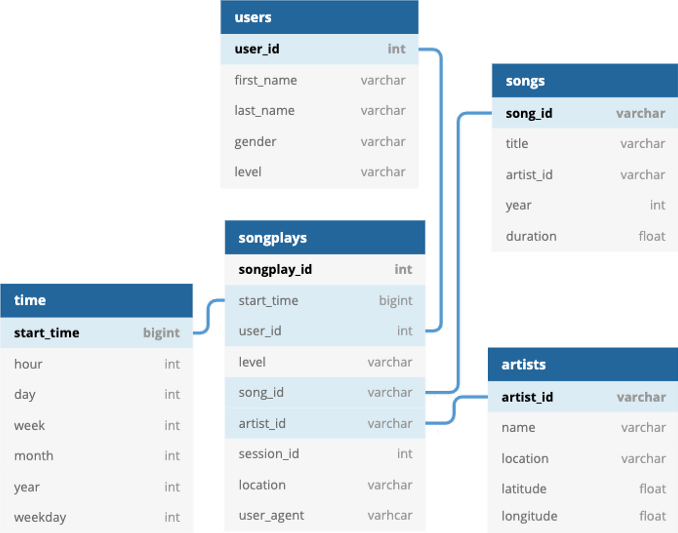 users
user_id int
first_name varchar
last_name varchar
gender varchar
level varchar
songs
song_id varchar
title varchar
artist_id varchar
year int
duration float
songplays
songplay_id int
start_time bigint
user_id int
level varchar
song_id varchar
artist_id varchar
session_id int
location varchar
user_agent varhcar
time
start_time bigint
hour int
day int
week int
month int
year int
weekday int
artists
artist_id varchar
name varchar
location varchar
latitude float
longitude float